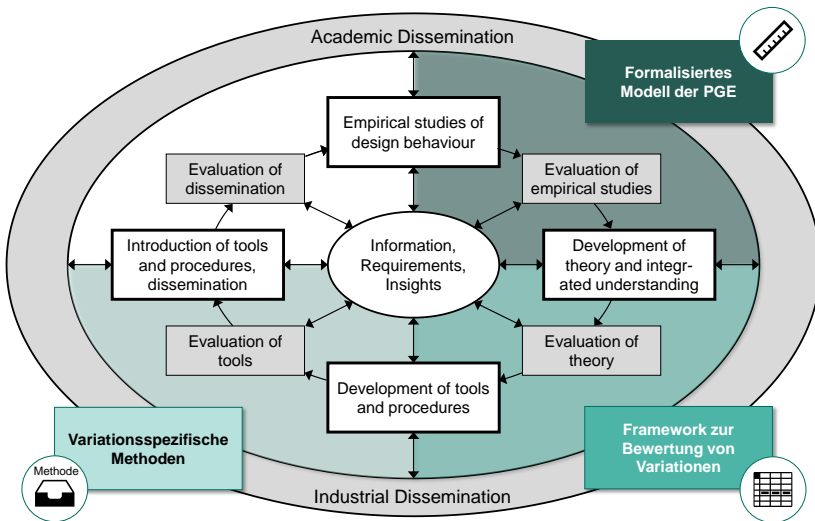 Academic Dissemination
Formalisiertes
Modell der PGE
Empirical studies of
design behaviour
Evaluation of
dissemination
Evaluation of
empirical studies
Introduction of tools
and procedures,
dissemination
Information,
Requirements,
Insights
Development of
theory and integr-
ated understanding
Evaluation of
tools
Evaluation of
theory
Development of tools
and procedures
Variationsspezifische
Methoden
Framework zur
Bewertung von
Variationen
Methode
Industrial Dissemination